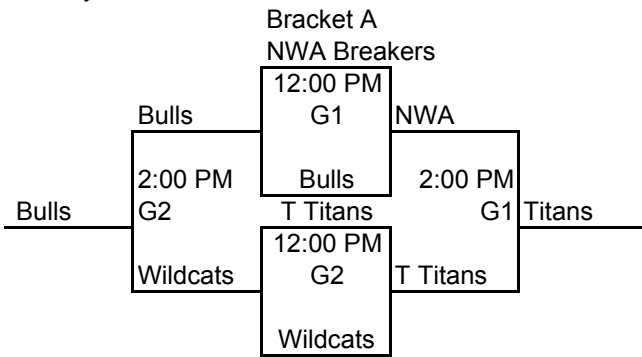 Bracket A
NWA Breakers
12:00 PM
Bulls G1 NWA
2:00 PM Bulls 2:00 PM
Bulls G2 T Titans G1 Titans
12:00 PM
Wildcats G2 T Titans
Wildcats